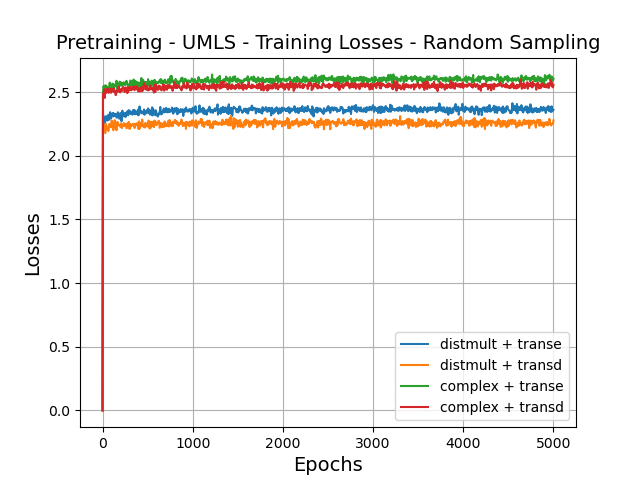 Pretraining - UMLS - Training Losses - Random Sampling
2.5
2.0
1.5
1.0
0.5
0.0
Losses
distmult + transe
distmult + transd
complex + transe
complex + transd
0 1000 2000 3000 4000 5000
Epochs